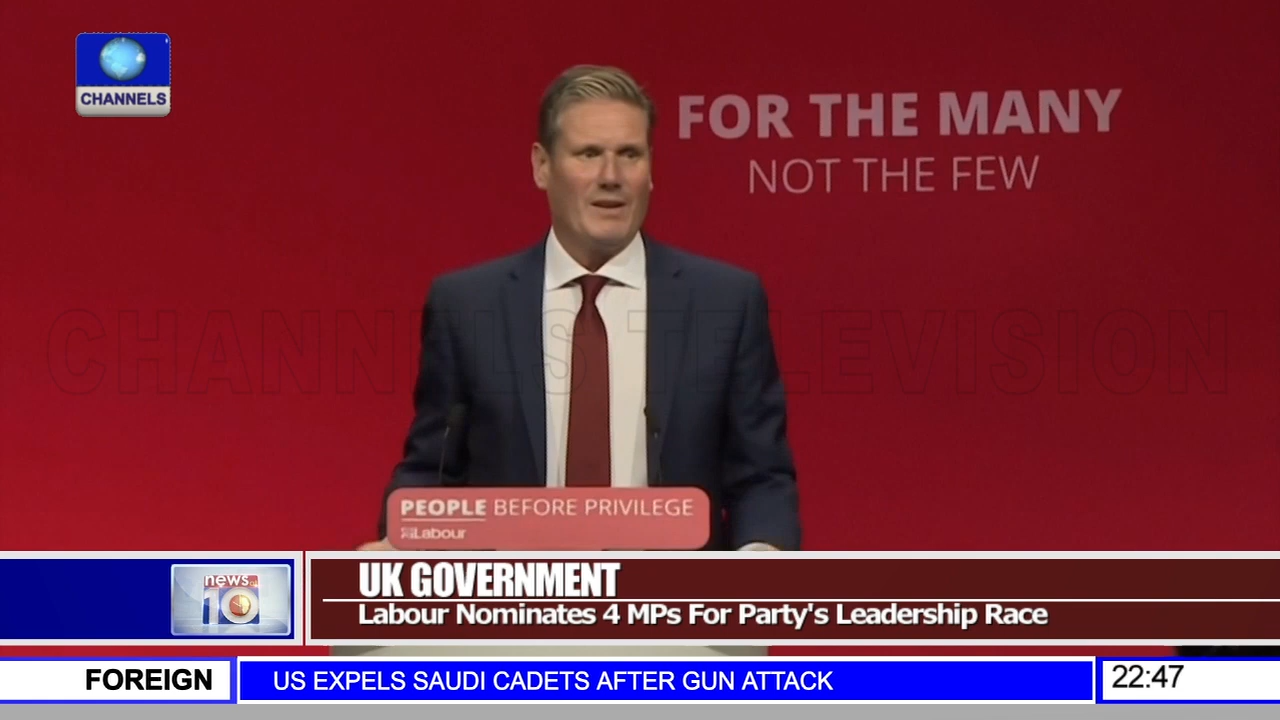 CHANNELS
FOR THE MANY
NOT THE FEW
CHANNELS TELEVISION
PEOPLE BEFORE PRIVILEGE
Labour
news at
10
UK GOVERNMENT
Labour Nominates 4 MPs For Party's Leadership Race
FOREIGN
US EXPELS SAUDI CADETS AFTER GUN ATTACK
22:47